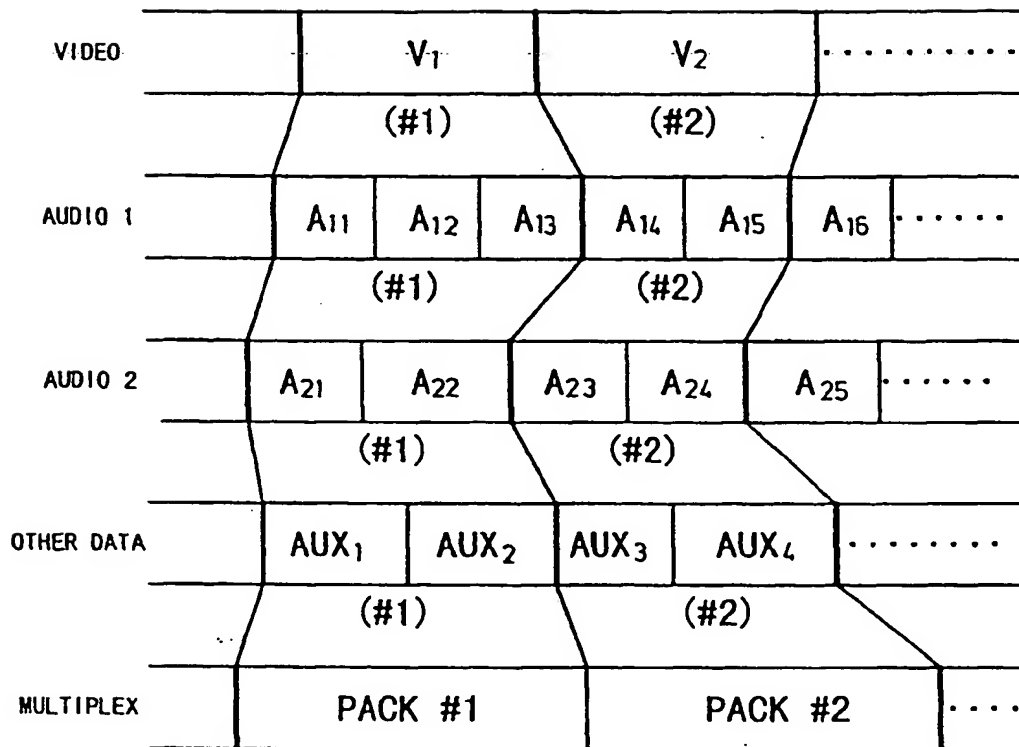 VIDEO V₁ V₂ ..........
(#1) (#2)
AUDIO 1 A₁₁ A₁₂ A₁₃ A₁₄ A₁₅ A₁₆ ......
(#1) (#2)
AUDIO 2 A₂₁ A₂₂ A₂₃ A₂₄ A₂₅ ......
(#1) (#2)
OTHER DATA AUX₁ AUX₂ AUX₃ AUX₄ ........
(#1) (#2)
MULTIPLEX PACK #1 PACK #2 ....